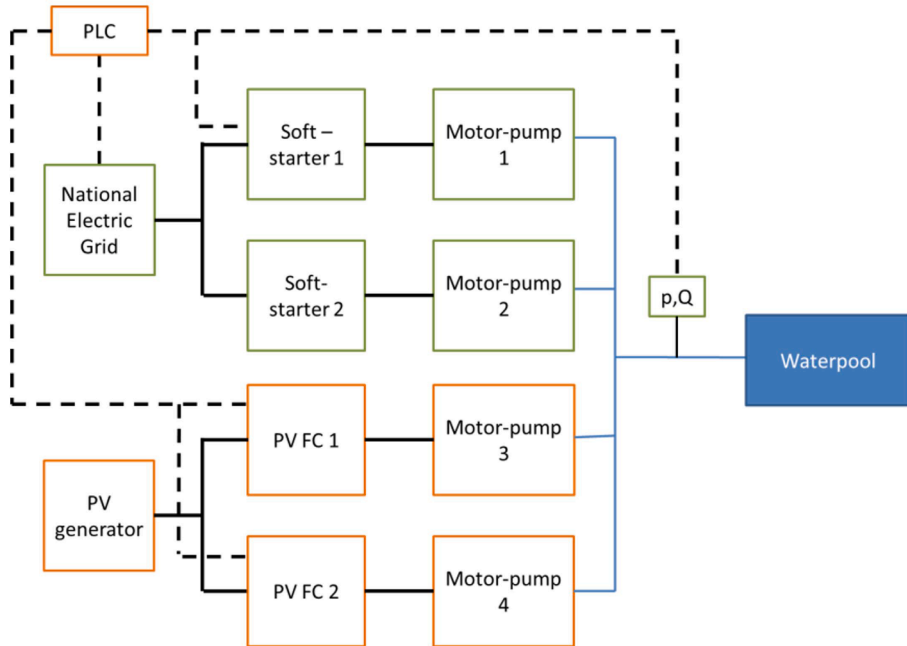 PLC
Soft –
starter 1
Motor-pump
1
National
Electric
Grid
Soft-
starter 2
Motor-pump
2
p,Q
Waterpool
PV FC 1
Motor-pump
3
PV
generator
PV FC 2
Motor-pump
4